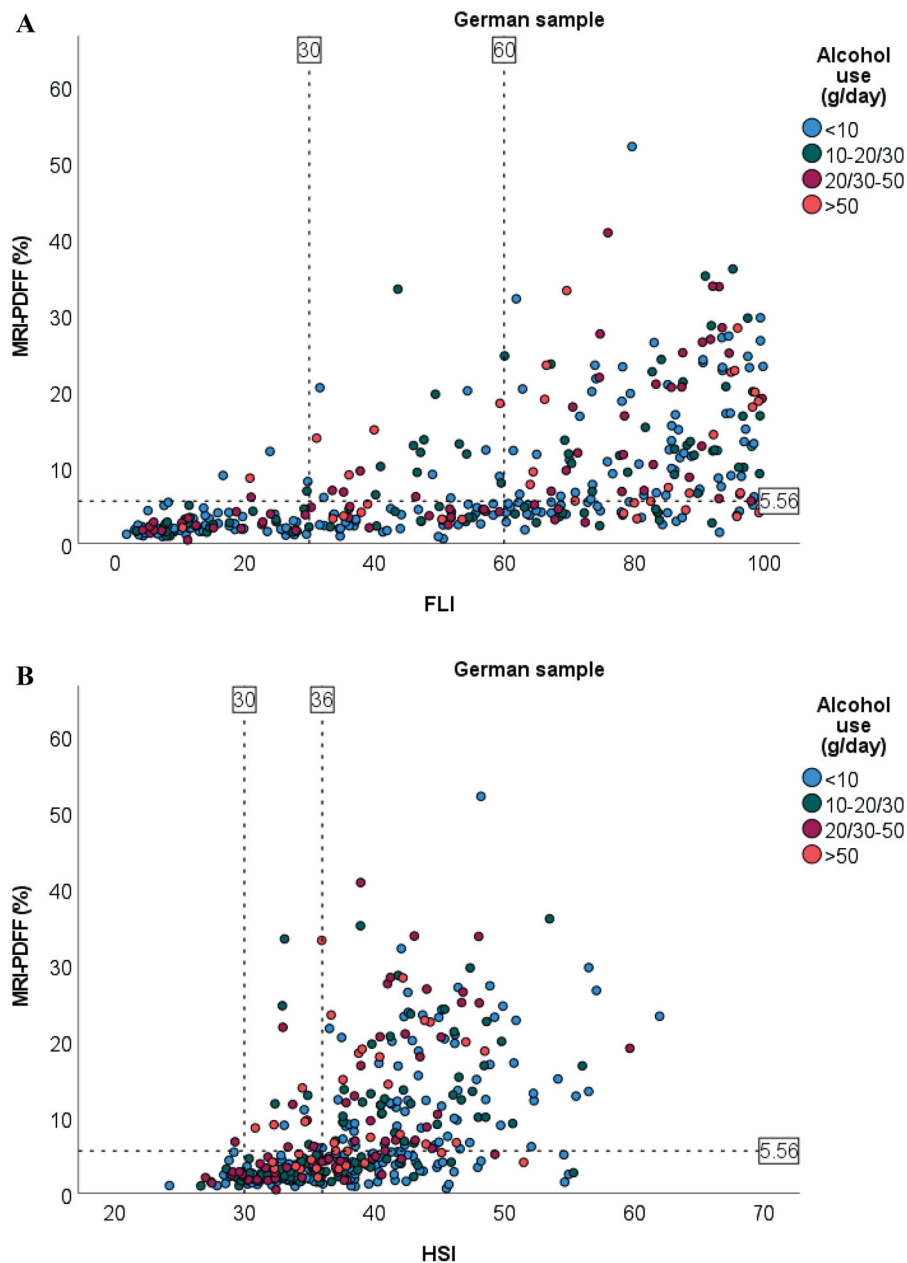 A
German sample
30
60
Alcohol
use
(g/day)
<10
10-20/30
20/30-50
>50
MRI-PDFF (%)
60
50
40
30
20
10
0
5.56
0 20 40 60 80 100
FLI
B
German sample
30
36
Alcohol
use
(g/day)
<10
10-20/30
20/30-50
>50
MRI-PDFF (%)
60
50
40
30
20
10
0
5.56
20 30 40 50 60 70
HSI